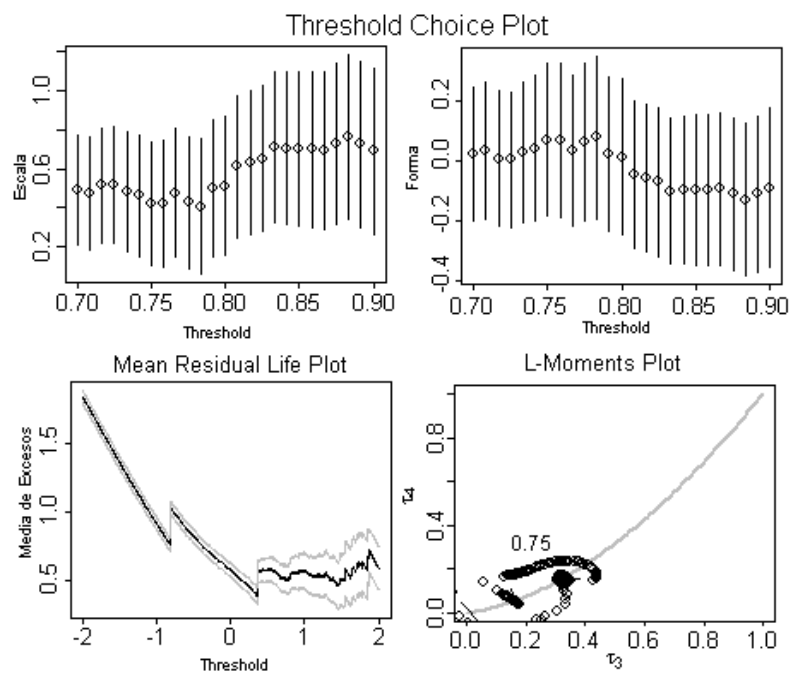 Threshold Choice Plot
Escala
0.2 0.6 1.0
0.70 0.75 0.80 0.85 0.90
Threshold
Forma
-0.4 -0.2 0.0 0.2
0.70 0.75 0.80 0.85 0.90
Threshold
Mean Residual Life Plot
Media de Excesos
0.5 1.0 1.5
-2 -1 0 1 2
Threshold
L-Moments Plot
τ4
0.0 0.4 0.8
0.75
0.0 0.2 0.4 0.6 0.8 1.0
τ3